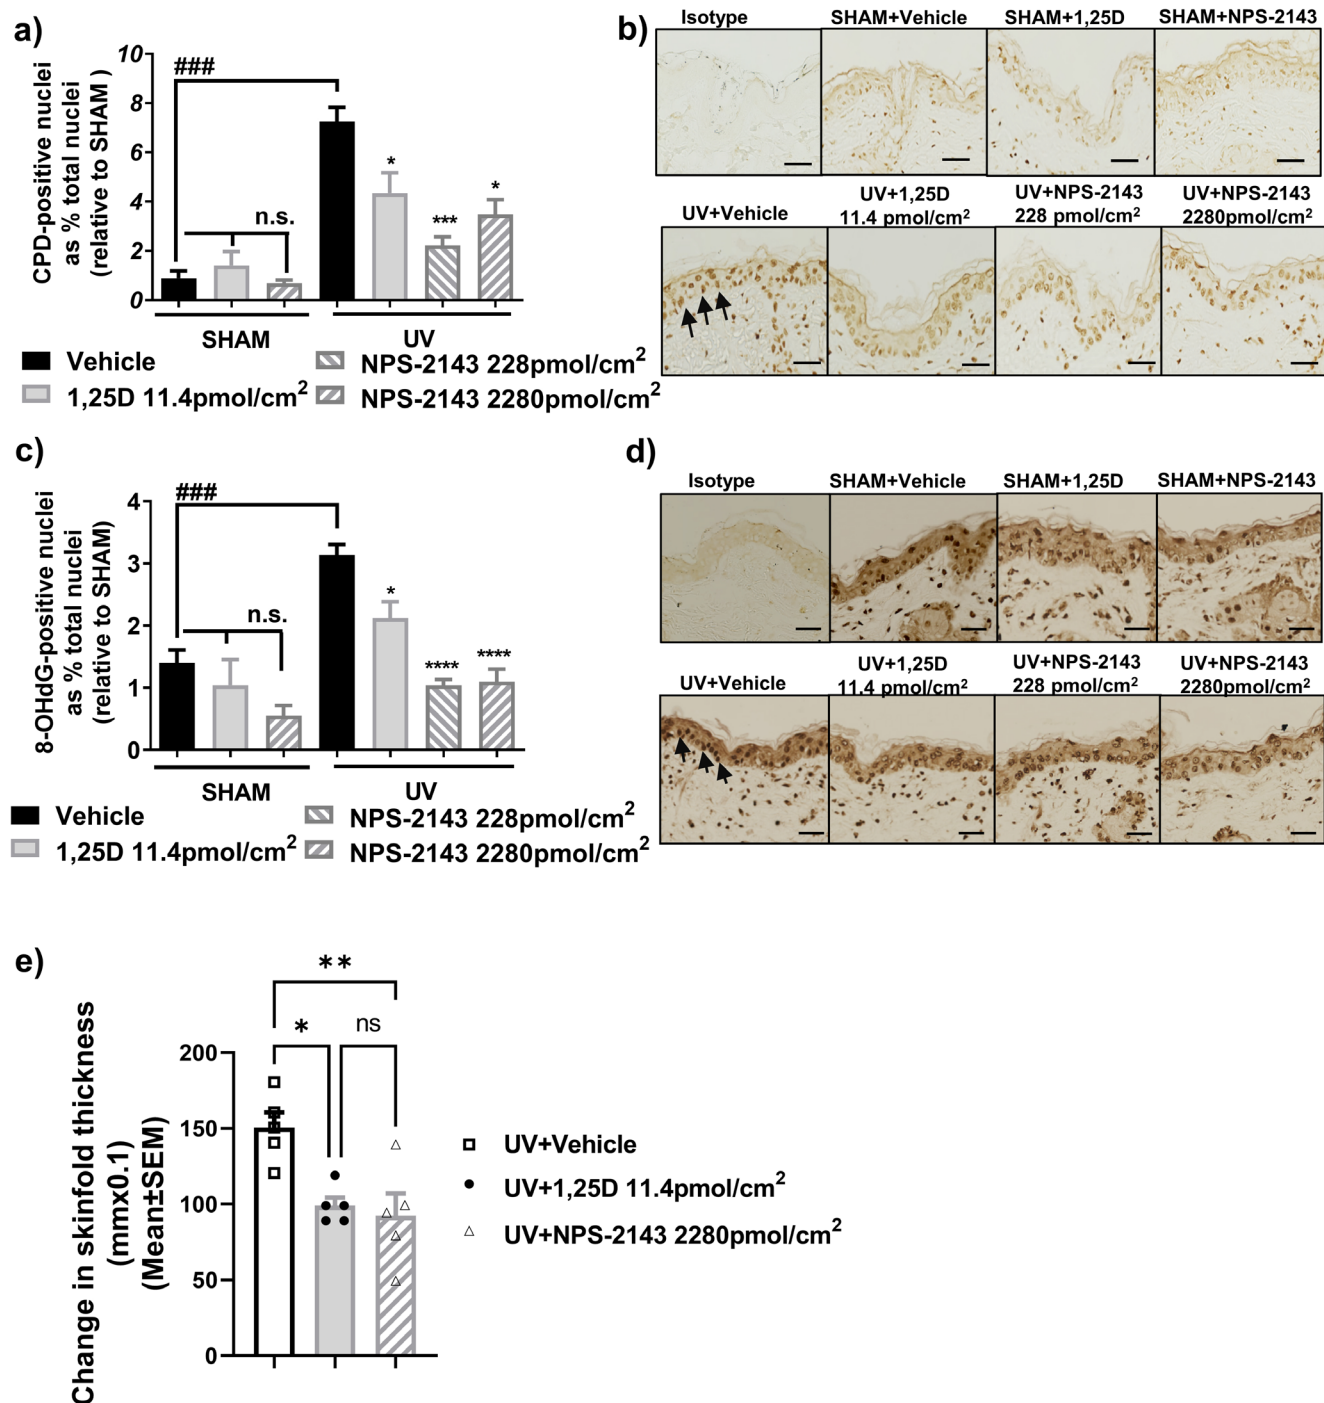 a)
CPD-positive nuclei
as % total nuclei
(relative to SHAM )
10
8
6
4
2
0
###
n.s.
*
***
*
SHAM
UV
Vehicle
1,25D 11.4pmol/cm2
NPS-2143 228pmol/cm2
NPS-2143 2280pmol/cm2
b)
Isotype
SHAM+Vehicle
SHAM+1,25D
SHAM+NPS-2143
UV+Vehicle
UV+1,25D
11.4 pmol/cm2
UV+NPS-2143
228 pmol/cm2
UV+NPS-2143
2280pmol/cm2
c)
8-OHdG-positive nuclei
as % total nuclei
(relative to SHAM)
4
3
2
1
0
###
n.s.
*
****
****
SHAM
UV
Vehicle
1,25D 11.4pmol/cm2
NPS-2143 228pmol/cm2
NPS-2143 2280pmol/cm2
d)
Isotype
SHAM+Vehicle
SHAM+1,25D
SHAM+NPS-2143
UV+Vehicle
UV+1,25D
11.4 pmol/cm2
UV+NPS-2143
228 pmol/cm2
UV+NPS-2143
2280pmol/cm2
e)
Change in skinfold thickness
(mmx0.1)
(Mean±SEM)
200
150
100
50
0
**
*
ns
UV+Vehicle
UV+1,25D 11.4pmol/cm2
UV+NPS-2143 2280pmol/cm2